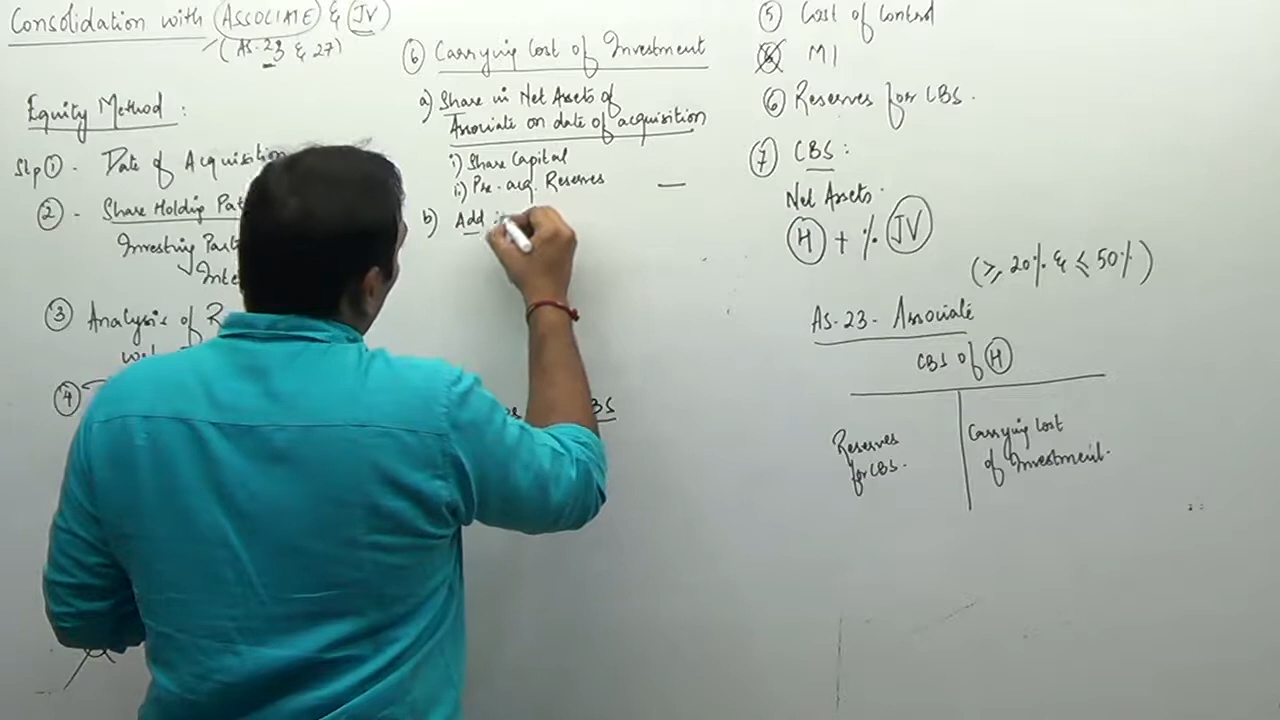 Consolidation with ASSOCIATE & JV
(AS-23 & 27)
Equity Method :
Stp ① - Date of Acquisition
② - Share Holding Pat
Investing Part
Inte
③ Analysis of R
④
⑥ Carrying Cost of Investment
a) Share in Net Assets of
Associate on date of acquisition
i) Share Capital
ii) Pre-acq. Reserves —
b) Add :
BS
⑤ Cost of Control
MI
⑥ Reserves for CBS.
⑦ CBS :
Net Assets:
H + % JV
(≥ 20% & ≤ 50%)
AS-23 - Associate
CBS of H
Reserves
for CBS.
Carrying Cost
of Investment.